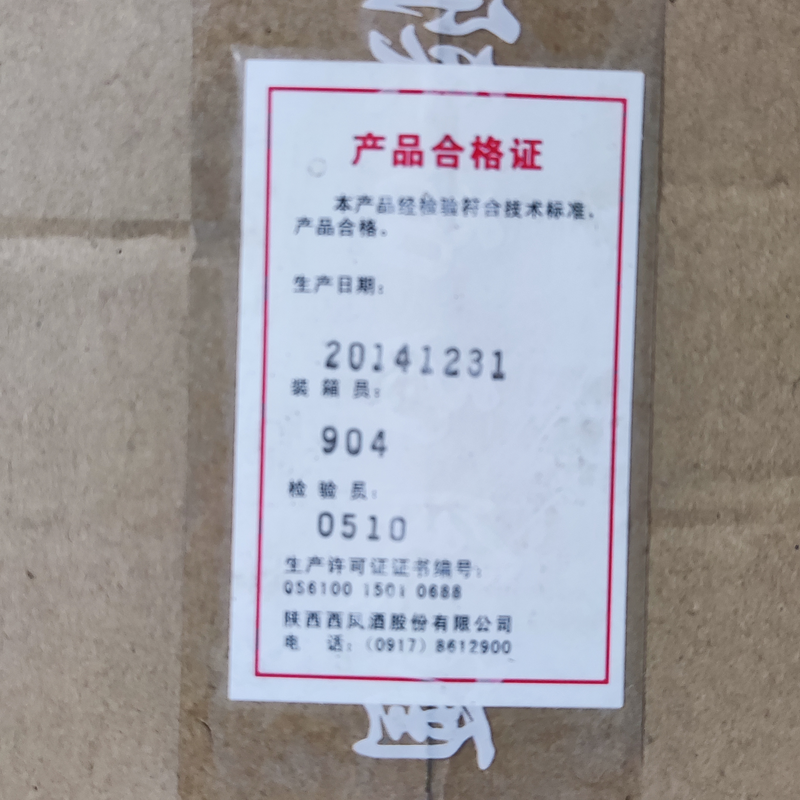 产品合格证
本产品经检验符合技术标准,
产品合格。
生产日期:
20141231
装 箱 员:
904
检 验 员:
0510
生产许可证证书编号:
QS6100 1501 0688
陕西西凤酒股份有限公司
电 话:(0917)8612900